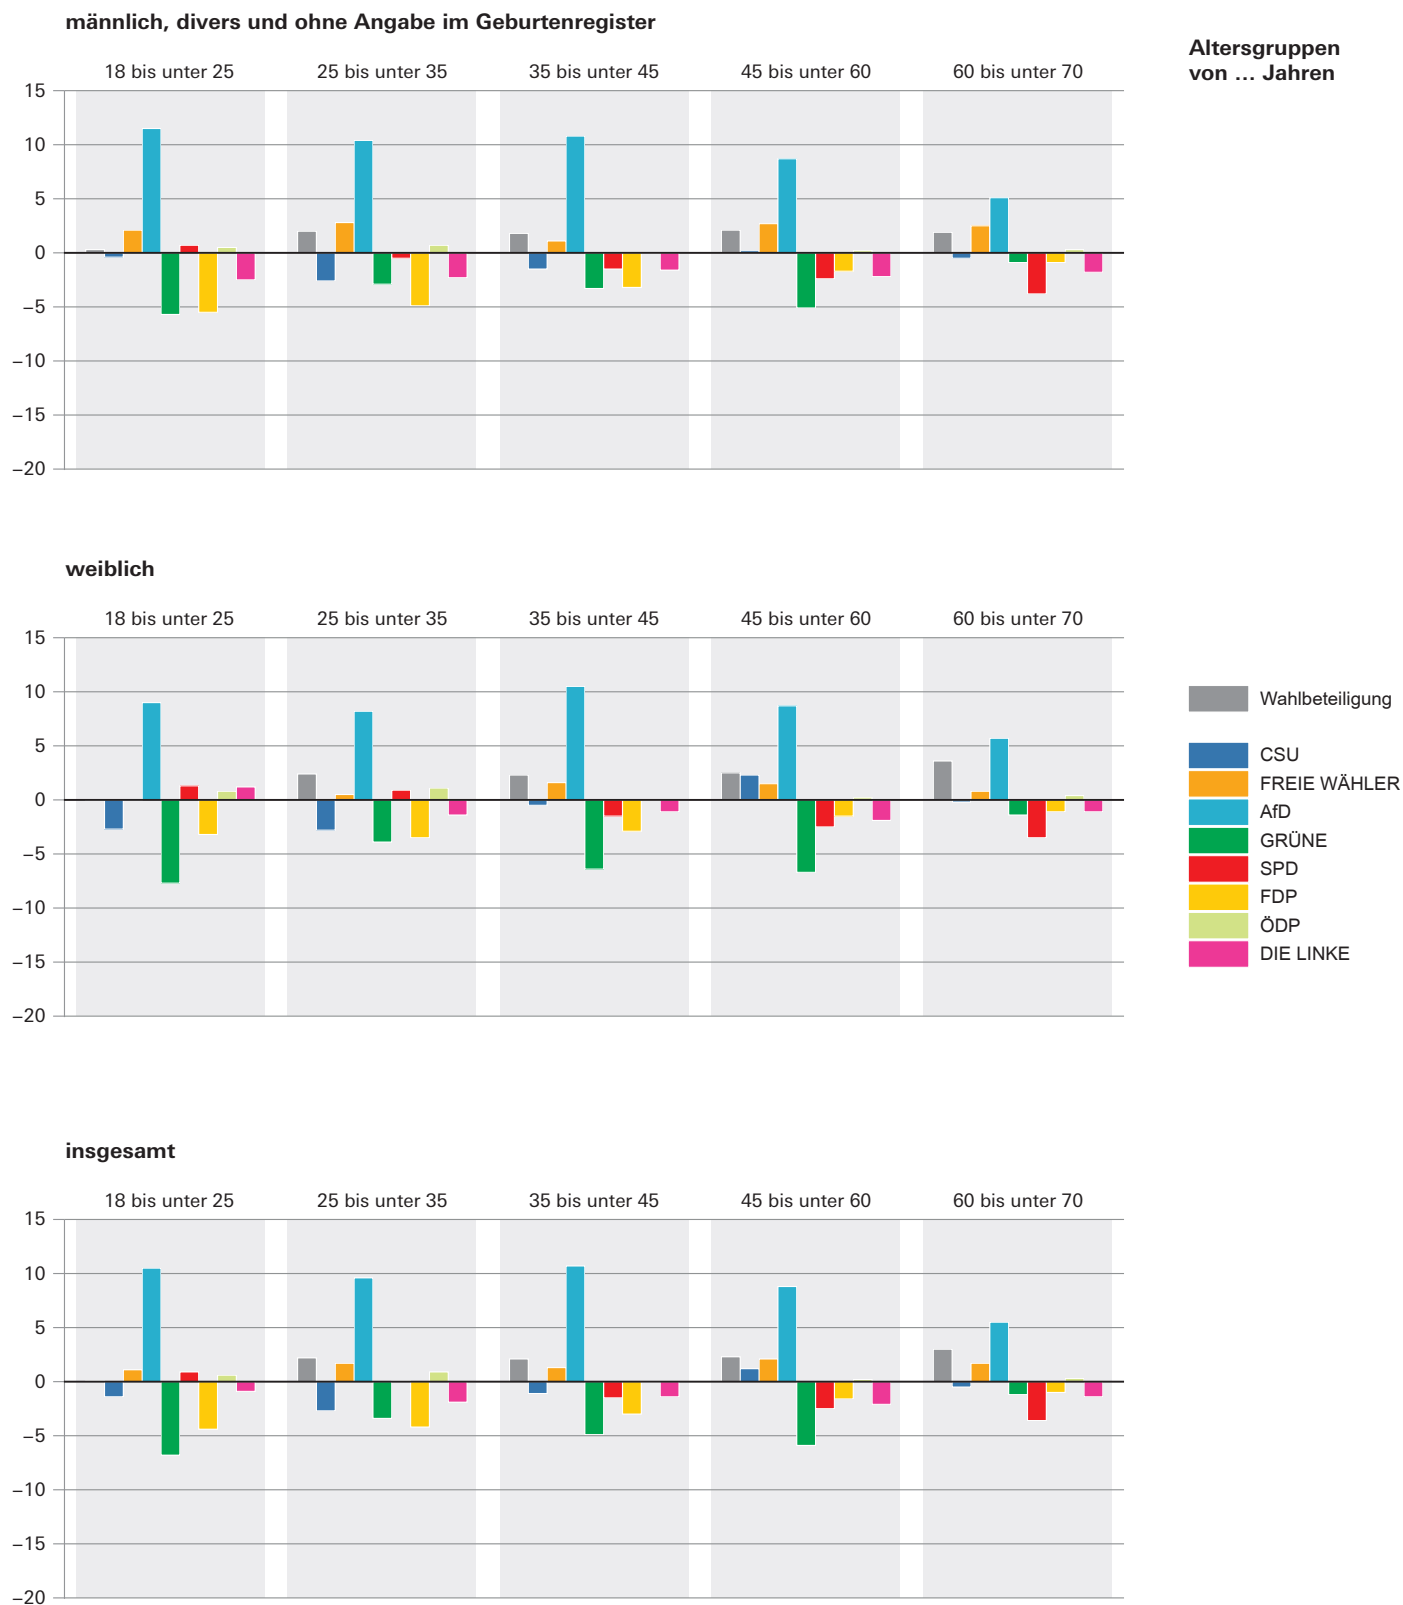 männlich, divers und ohne Angabe im Geburtenregister
Altersgruppen
von … Jahren
18 bis unter 25
25 bis unter 35
35 bis unter 45
45 bis unter 60
60 bis unter 70
15
10
5
0
–5
–10
–15
–20
weiblich
18 bis unter 25
25 bis unter 35
35 bis unter 45
45 bis unter 60
60 bis unter 70
15
10
5
0
–5
–10
–15
–20
Wahlbeteiligung
CSU
FREIE WÄHLER
AfD
GRÜNE
SPD
FDP
ÖDP
DIE LINKE
insgesamt
18 bis unter 25
25 bis unter 35
35 bis unter 45
45 bis unter 60
60 bis unter 70
15
10
5
0
–5
–10
–15
–20